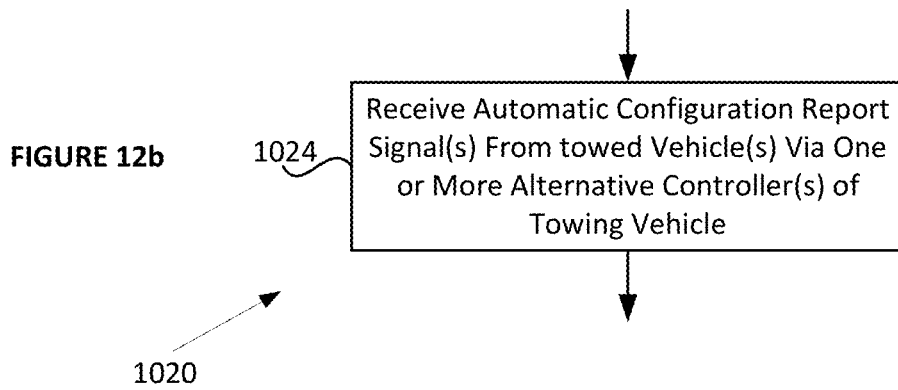 Receive Automatic Configuration Report
Signal(s) From towed Vehicle(s) Via One
or More Alternative Controller(s) of
Towing Vehicle
FIGURE 12b
1024
1020